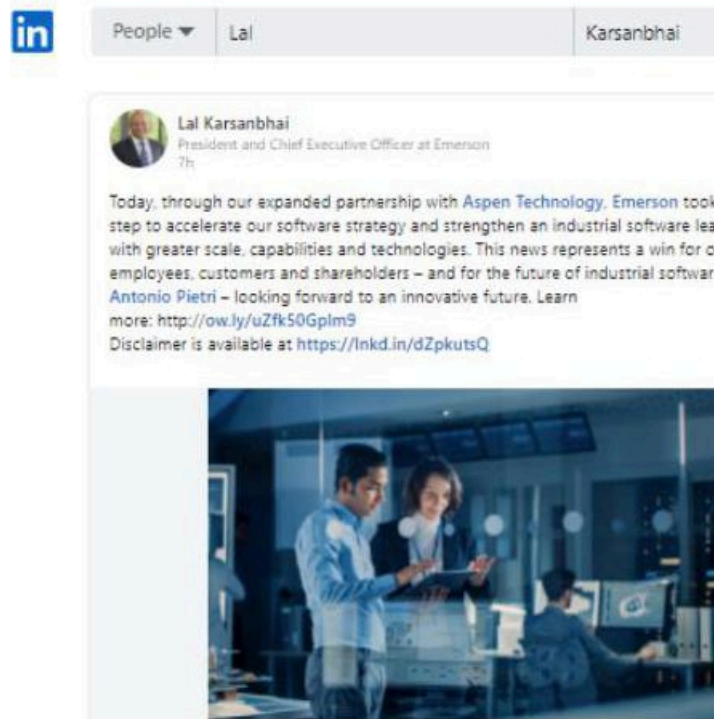 in
People
Lal
Karsanbhai
Lal Karsanbhai
President and Chief Executive Officer at Emerson
7h
Today, through our expanded partnership with Aspen Technology, Emerson took
step to accelerate our software strategy and strengthen an industrial software lea
with greater scale, capabilities and technologies. This news represents a win for o
employees, customers and shareholders – and for the future of industrial softwar
Antonio Pietri – looking forward to an innovative future. Learn
more: http://ow.ly/uZfk50Gplm9
Disclaimer is available at https://lnkd.in/dZpkutsQ